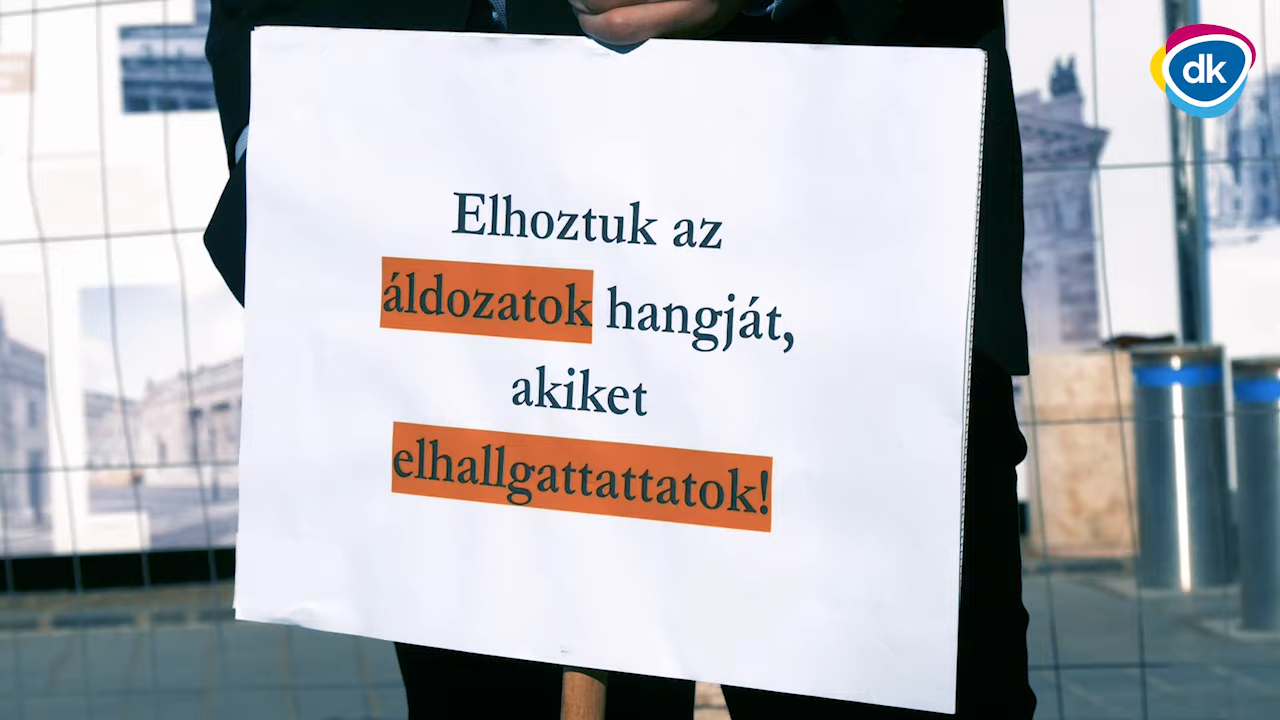 dk
Elhoztuk az
áldozatok hangját,
akiket
elhallgattattatok!